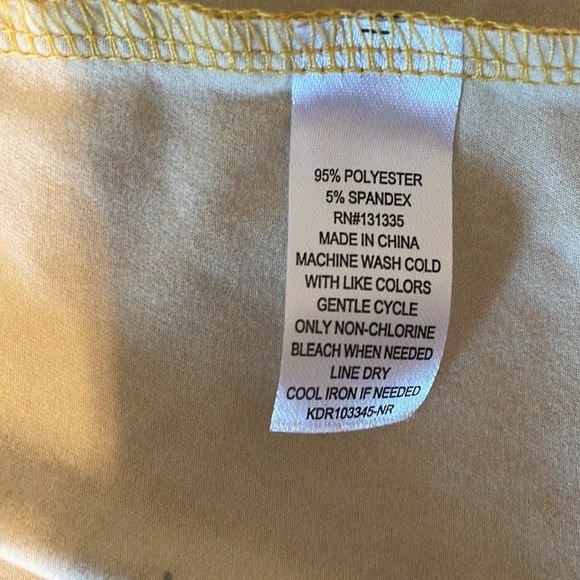 95% POLYESTER
5% SPANDEX
RN#131335
MADE IN CHINA
MACHINE WASH COLD
WITH LIKE COLORS
GENTLE CYCLE
ONLY NON-CHLORINE
BLEACH WHEN NEEDED
LINE DRY
COOL IRON IF NEEDED
KDR103345-NR